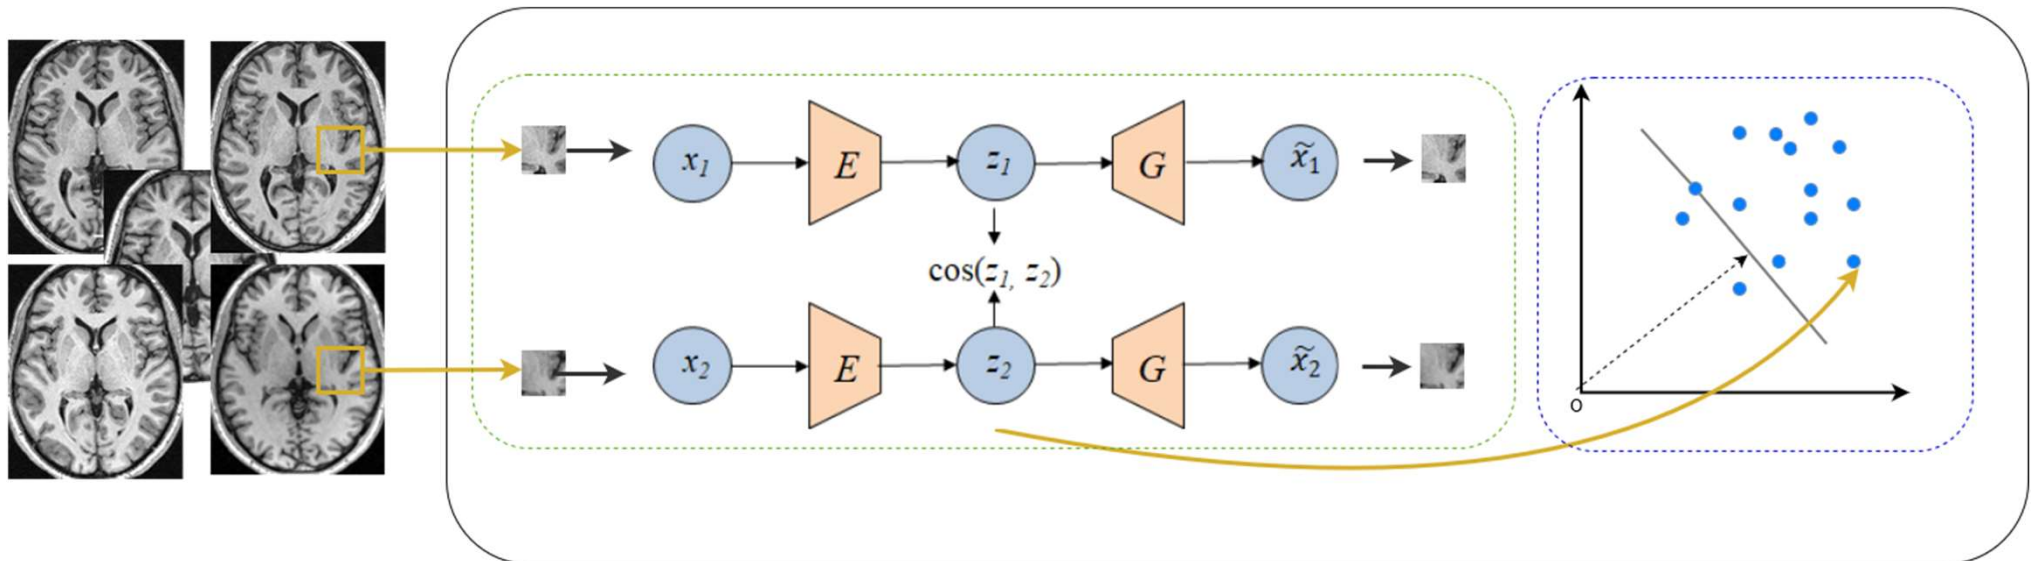 x₁ E z₁ G x̃₁
cos(z₁, z₂)
x₂ E z₂ G x̃₂
O